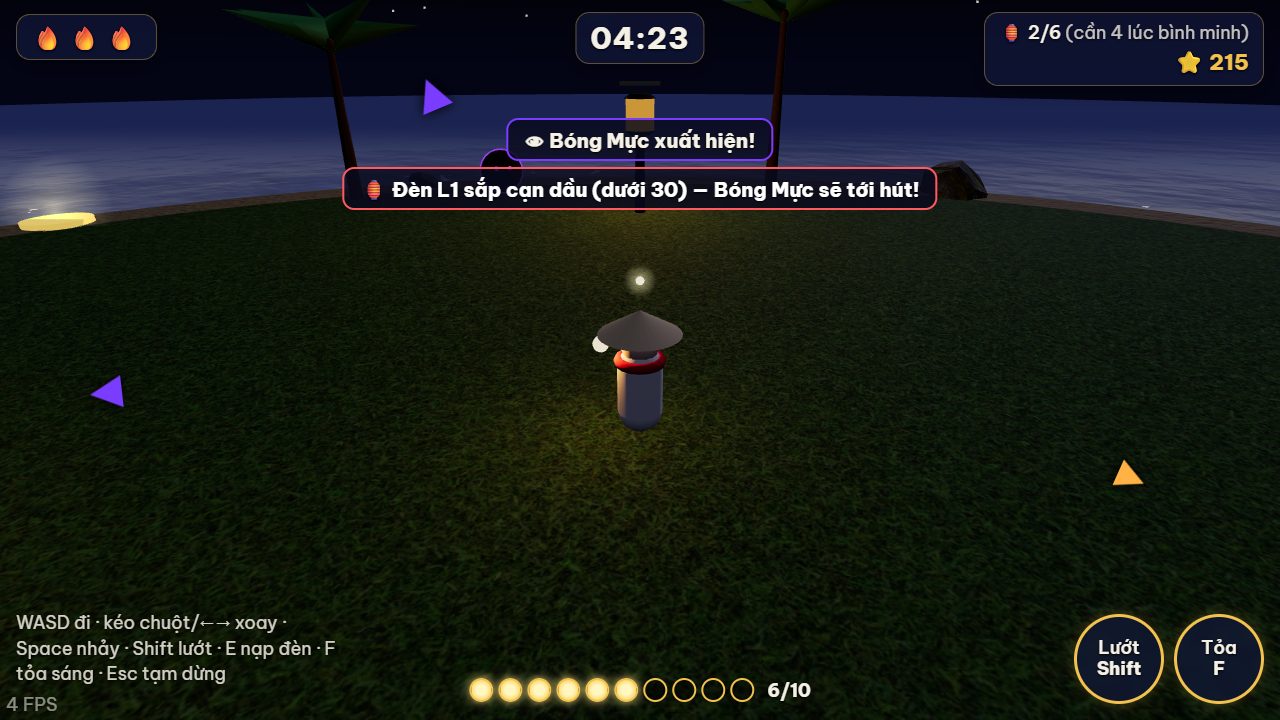 04:23
2/6 (cần 4 lúc bình minh)
215
Bóng Mực xuất hiện!
Đèn L1 sắp cạn dầu (dưới 30) — Bóng Mực sẽ tới hút!
WASD đi · kéo chuột/←→ xoay ·
Space nhảy · Shift lướt · E nạp đèn · F
tỏa sáng · Esc tạm dừng
4 FPS
6/10
Lướt
Shift
Tỏa
F